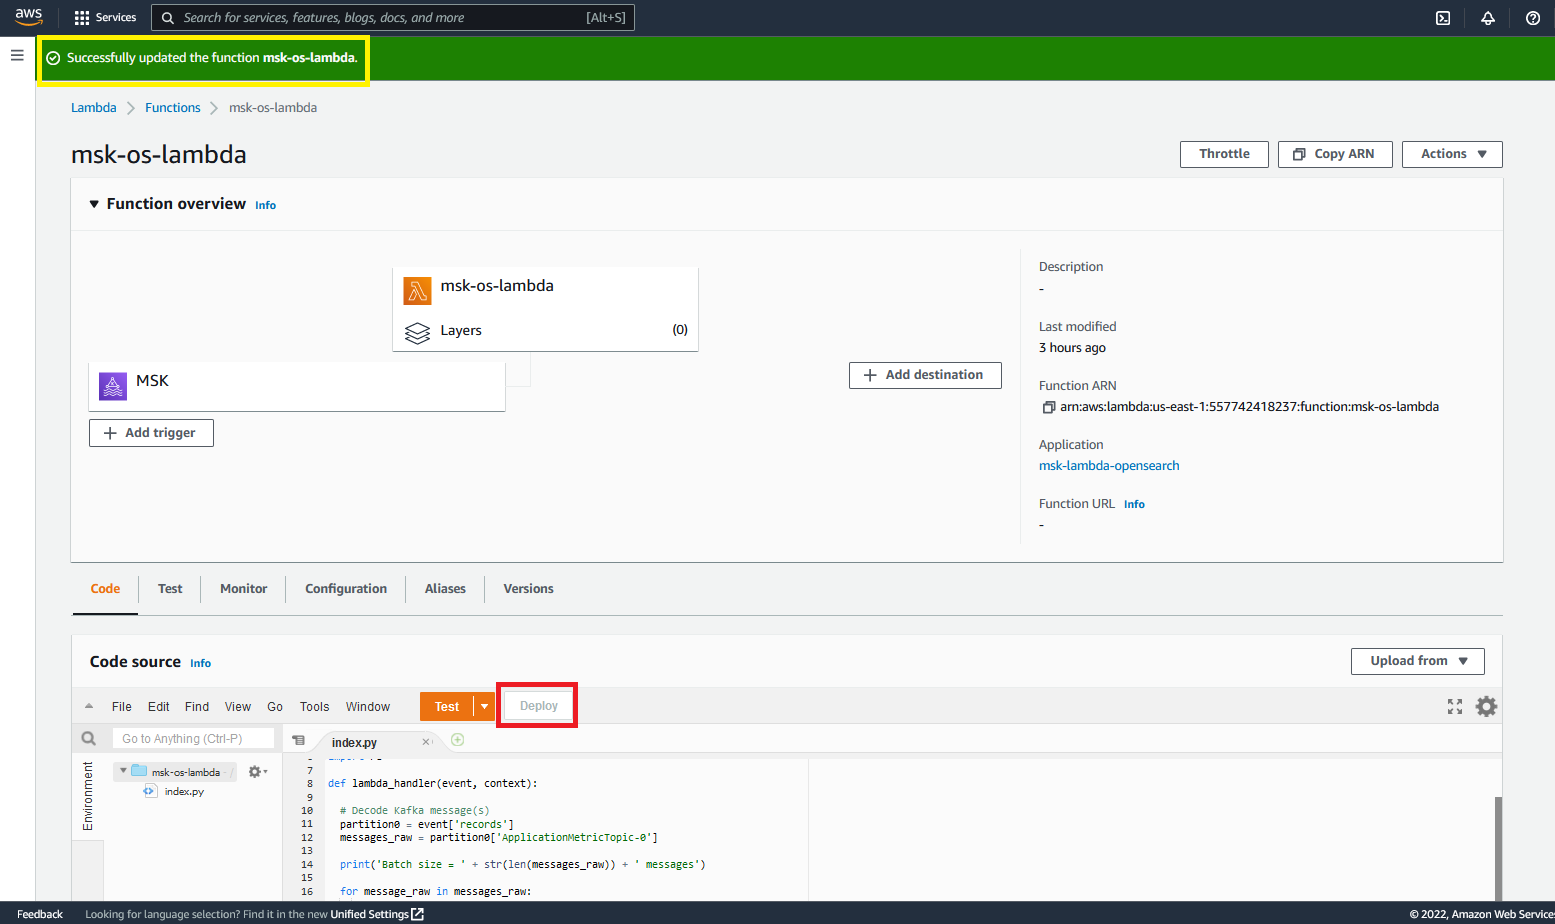 aws Services Search for services, features, blogs, docs, and more [Alt+S]
Successfully updated the function msk-os-lambda.
Lambda Functions msk-os-lambda
msk-os-lambda Throttle Copy ARN Actions
Function overview Info
msk-os-lambda
Layers (0)
MSK
Add trigger
Add destination
Description
-
Last modified
3 hours ago
Function ARN
arn:aws:lambda:us-east-1:557742418237:function:msk-os-lambda
Application
msk-lambda-opensearch
Function URL Info
-
Code Test Monitor Configuration Aliases Versions
Code source Info Upload from
File Edit Find View Go Tools Window Test Deploy
Go to Anything (Ctrl-P) index.py
Environment
msk-os-lambda /
index.py
7
8 def lambda_handler(event, context):
9
10 # Decode Kafka message(s)
11 partition0 = event['records']
12 messages_raw = partition0['ApplicationMetricTopic-0']
13
14 print('Batch size = ' + str(len(messages_raw)) + ' messages')
15
16 for message_raw in messages_raw:
Feedback Looking for language selection? Find it in the new Unified Settings © 2022, Amazon Web Service